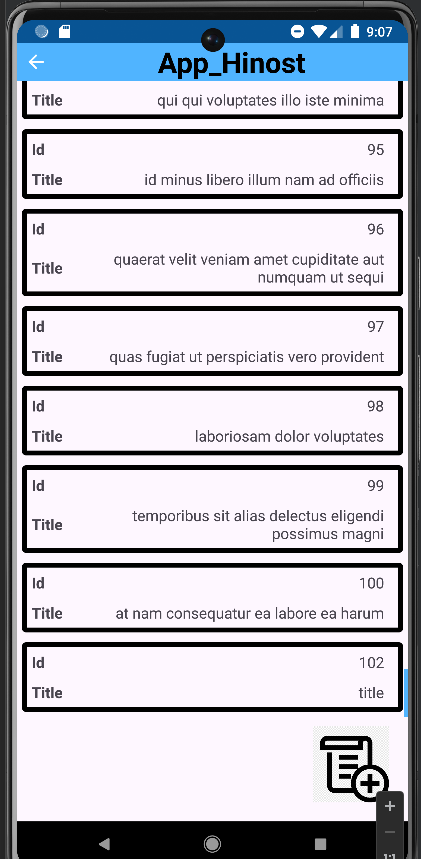 9:07
App_Hinost
Title qui qui voluptates illo iste minima
Id 95
Title id minus libero illum nam ad officiis
Id 96
Title quaerat velit veniam amet cupiditate aut
numquam ut sequi
Id 97
Title quas fugiat ut perspiciatis vero provident
Id 98
Title laboriosam dolor voluptates
Id 99
Title temporibus sit alias delectus eligendi
possimus magni
Id 100
Title at nam consequatur ea labore ea harum
Id 102
Title title
1:1